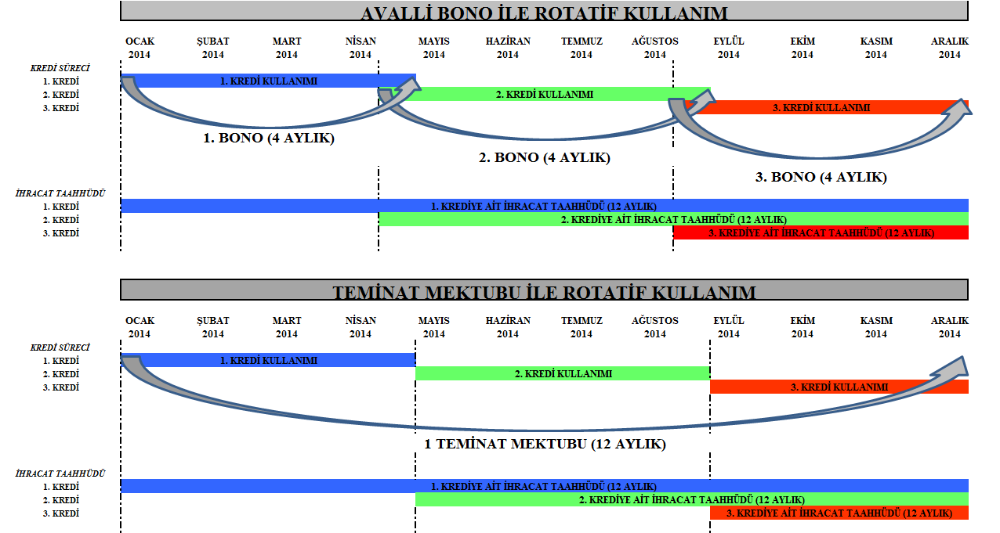 AVALLİ BONO İLE ROTATİF KULLANIM
OCAK ŞUBAT MART NİSAN MAYIS HAZİRAN TEMMUZ AĞUSTOS EYLÜL EKİM KASIM ARALIK
2014 2014 2014 2014 2014 2014 2014 2014 2014 2014 2014 2014
KREDİ SÜRECİ
1. KREDİ 1. KREDİ KULLANIMI
2. KREDİ 2. KREDİ KULLANIMI
3. KREDİ 3. KREDİ KULLANIMI
1. BONO (4 AYLIK)
2. BONO (4 AYLIK)
3. BONO (4 AYLIK)
İHRACAT TAAHHÜDÜ
1. KREDİ 1. KREDİYE AİT İHRACAT TAAHHÜDÜ (12 AYLIK)
2. KREDİ 2. KREDİYE AİT İHRACAT TAAHHÜDÜ (12 AYLIK)
3. KREDİ 3. KREDİYE AİT İHRACAT TAAHHÜDÜ (12 AYLIK)
TEMİNAT MEKTUBU İLE ROTATİF KULLANIM
OCAK ŞUBAT MART NİSAN MAYIS HAZİRAN TEMMUZ AĞUSTOS EYLÜL EKİM KASIM ARALIK
2014 2014 2014 2014 2014 2014 2014 2014 2014 2014 2014 2014
KREDİ SÜRECİ
1. KREDİ 1. KREDİ KULLANIMI
2. KREDİ 2. KREDİ KULLANIMI
3. KREDİ 3. KREDİ KULLANIMI
1 TEMİNAT MEKTUBU (12 AYLIK)
İHRACAT TAAHHÜDÜ
1. KREDİ 1. KREDİYE AİT İHRACAT TAAHHÜDÜ (12 AYLIK)
2. KREDİ 2. KREDİYE AİT İHRACAT TAAHHÜDÜ (12 AYLIK)
3. KREDİ 3. KREDİYE AİT İHRACAT TAAHHÜDÜ (12 AYLIK)